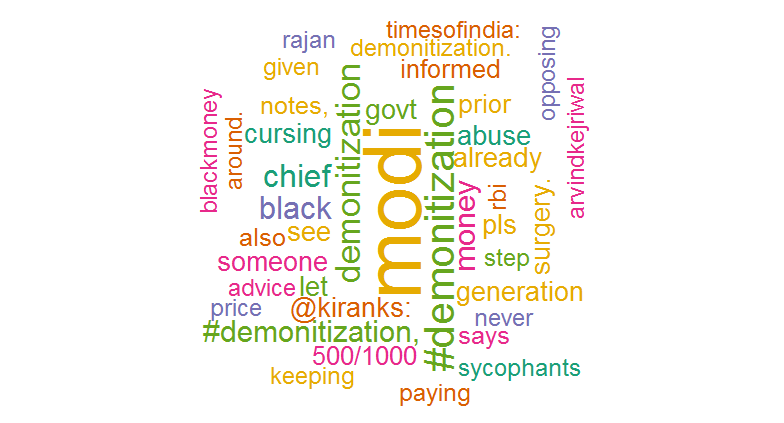 timesofindia:
rajan
demonitization.
opposing
given
informed
blackmoney
around.
notes,
demonitization
govt
modi
#demonitization
prior
arvindkejriwal
cursing
abuse
already
chief
money
rbi
surgery.
black
pls
also
see
step
someone
advice
let
generation
price
@kiranks:
never
#demonitization,
says
500/1000
sycophants
keeping
paying